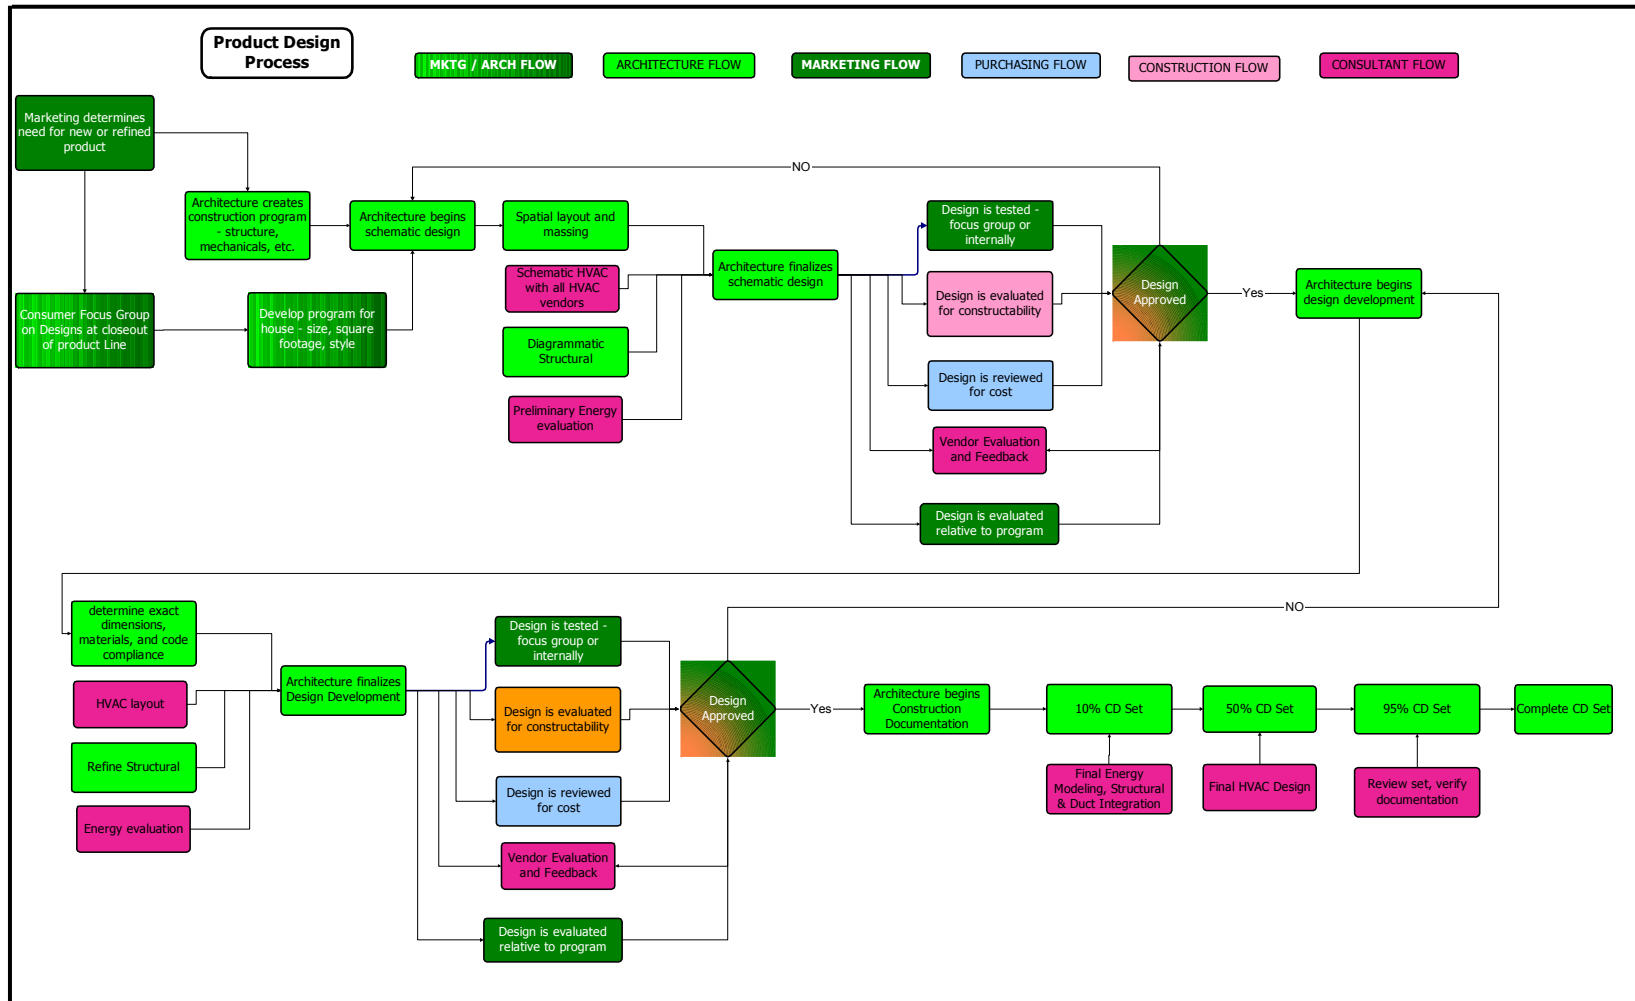 Product Design
Process
MKTG / ARCH FLOW
ARCHITECTURE FLOW
MARKETING FLOW
PURCHASING FLOW
CONSTRUCTION FLOW
CONSULTANT FLOW
Marketing determines
need for new or refined
product
NO
Architecture creates
construction program
- structure,
mechanicals, etc.
Architecture begins
schematic design
Spatial layout and
massing
Schematic HVAC
with all HVAC
vendors
Diagrammatic
Structural
Preliminary Energy
evaluation
Consumer Focus Group
on Designs at closeout
of product Line
Develop program for
house - size, square
footage, style
Architecture finalizes
schematic design
Design is tested -
focus group or
internally
Design is evaluated
for constructability
Design is reviewed
for cost
Vendor Evaluation
and Feedback
Design is evaluated
relative to program
Design
Approved
Yes
Architecture begins
design development
NO
determine exact
dimensions,
materials, and code
compliance
HVAC layout
Refine Structural
Energy evaluation
Architecture finalizes
Design Development
Design is tested -
focus group or
internally
Design is evaluated
for constructability
Design is reviewed
for cost
Vendor Evaluation
and Feedback
Design is evaluated
relative to program
Design
Approved
Yes
Architecture begins
Construction
Documentation
10% CD Set
50% CD Set
95% CD Set
Complete CD Set
Final Energy
Modeling, Structural
& Duct Integration
Final HVAC Design
Review set, verify
documentation